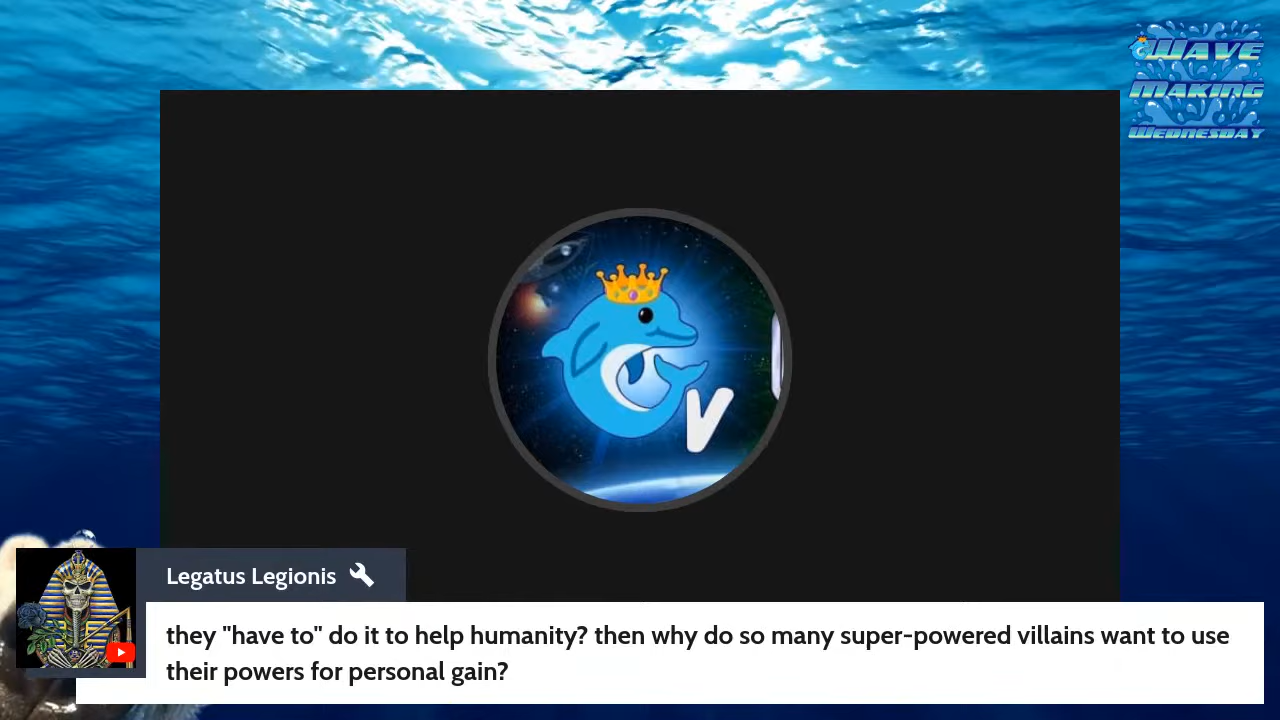 WAVE
MAKING
WEDNESDAY
V
Legatus Legionis
they "have to" do it to help humanity? then why do so many super-powered villains want to use
their powers for personal gain?